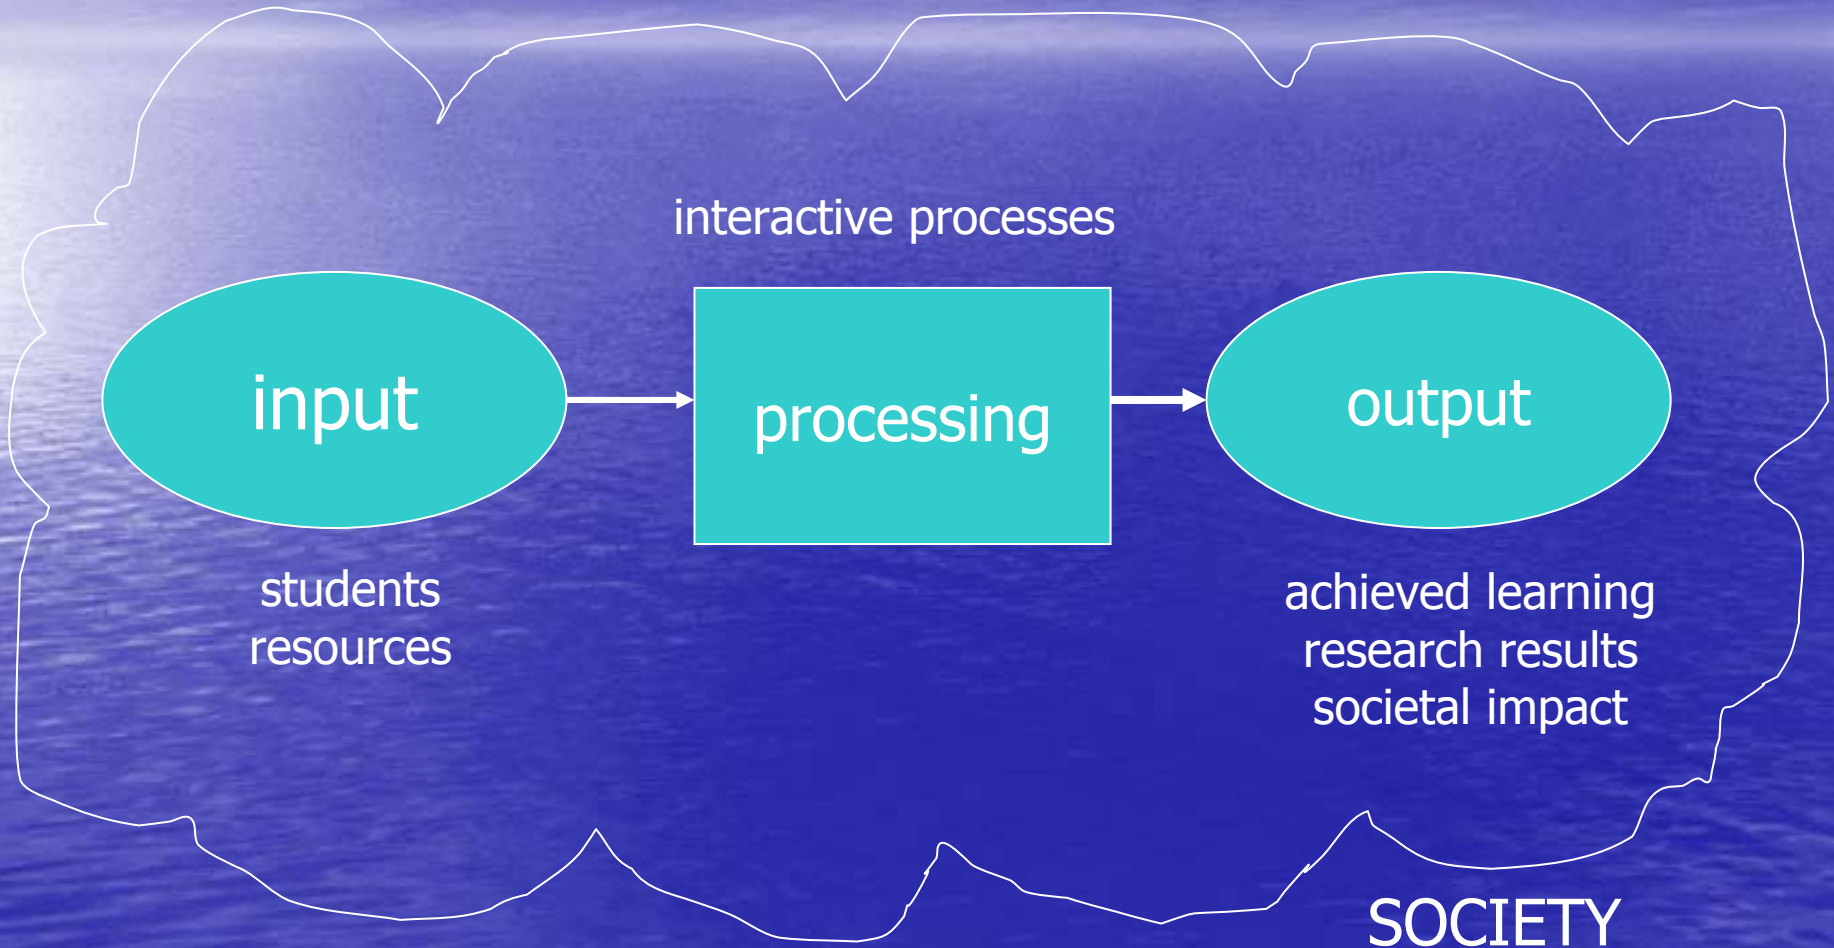 interactive processes
input
processing
output
students
resources
achieved learning
research results
societal impact
SOCIETY